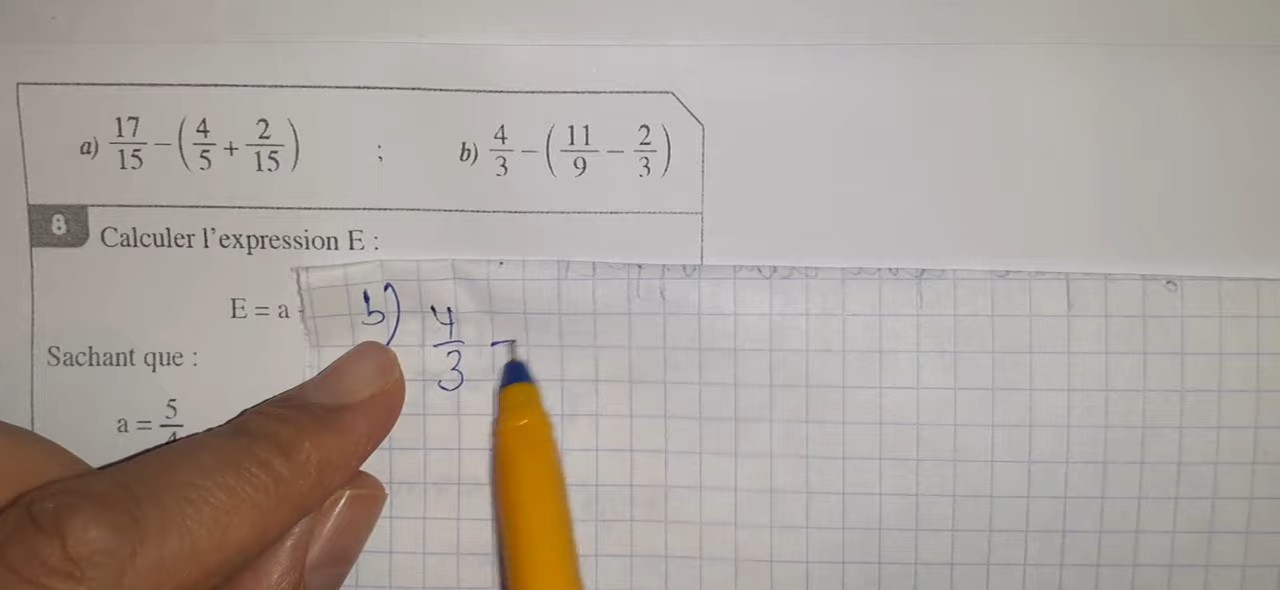 a) 17/15 − (4/5 + 2/15) ; b) 4/3 − (11/9 − 2/3)
8 Calculer l'expression E :
E = a
b) 4/3 −
Sachant que :
a = 5/4